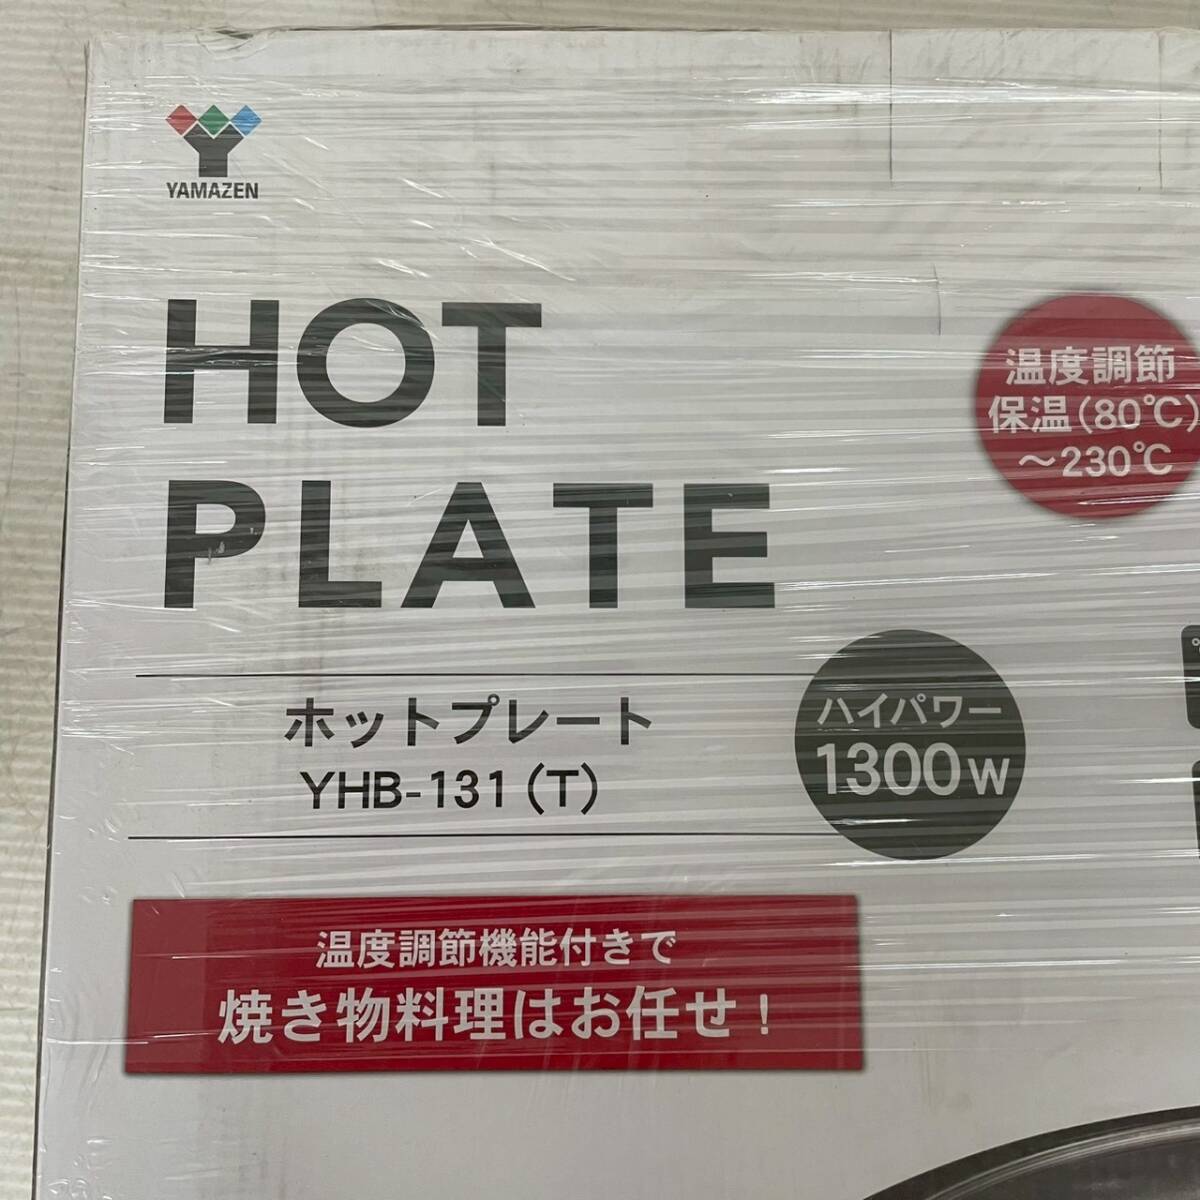 YAMAZEN
HOT
PLATE
温度調節
保温(80℃)
～230℃
ホットプレート
YHB-131(T)
ハイパワー
1300W
温度調節機能付きで
焼き物料理はお任せ！